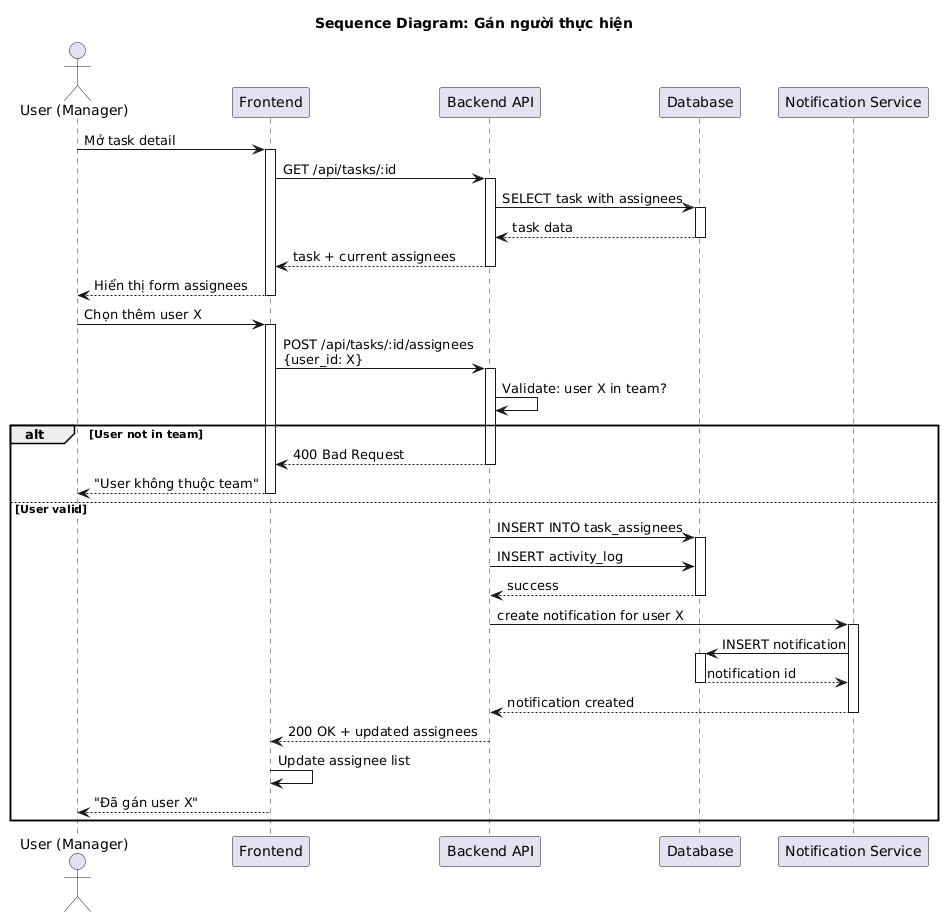 Sequence Diagram: Gán người thực hiện
User (Manager)
Frontend
Backend API
Database
Notification Service
Mở task detail
GET /api/tasks/:id
SELECT task with assignees
task data
task + current assignees
Hiển thị form assignees
Chọn thêm user X
POST /api/tasks/:id/assignees
{user_id: X}
Validate: user X in team?
alt
[User not in team]
400 Bad Request
"User không thuộc team"
[User valid]
INSERT INTO task_assignees
INSERT activity_log
success
create notification for user X
INSERT notification
notification id
notification created
200 OK + updated assignees
Update assignee list
"Đã gán user X"
User (Manager)
Frontend
Backend API
Database
Notification Service